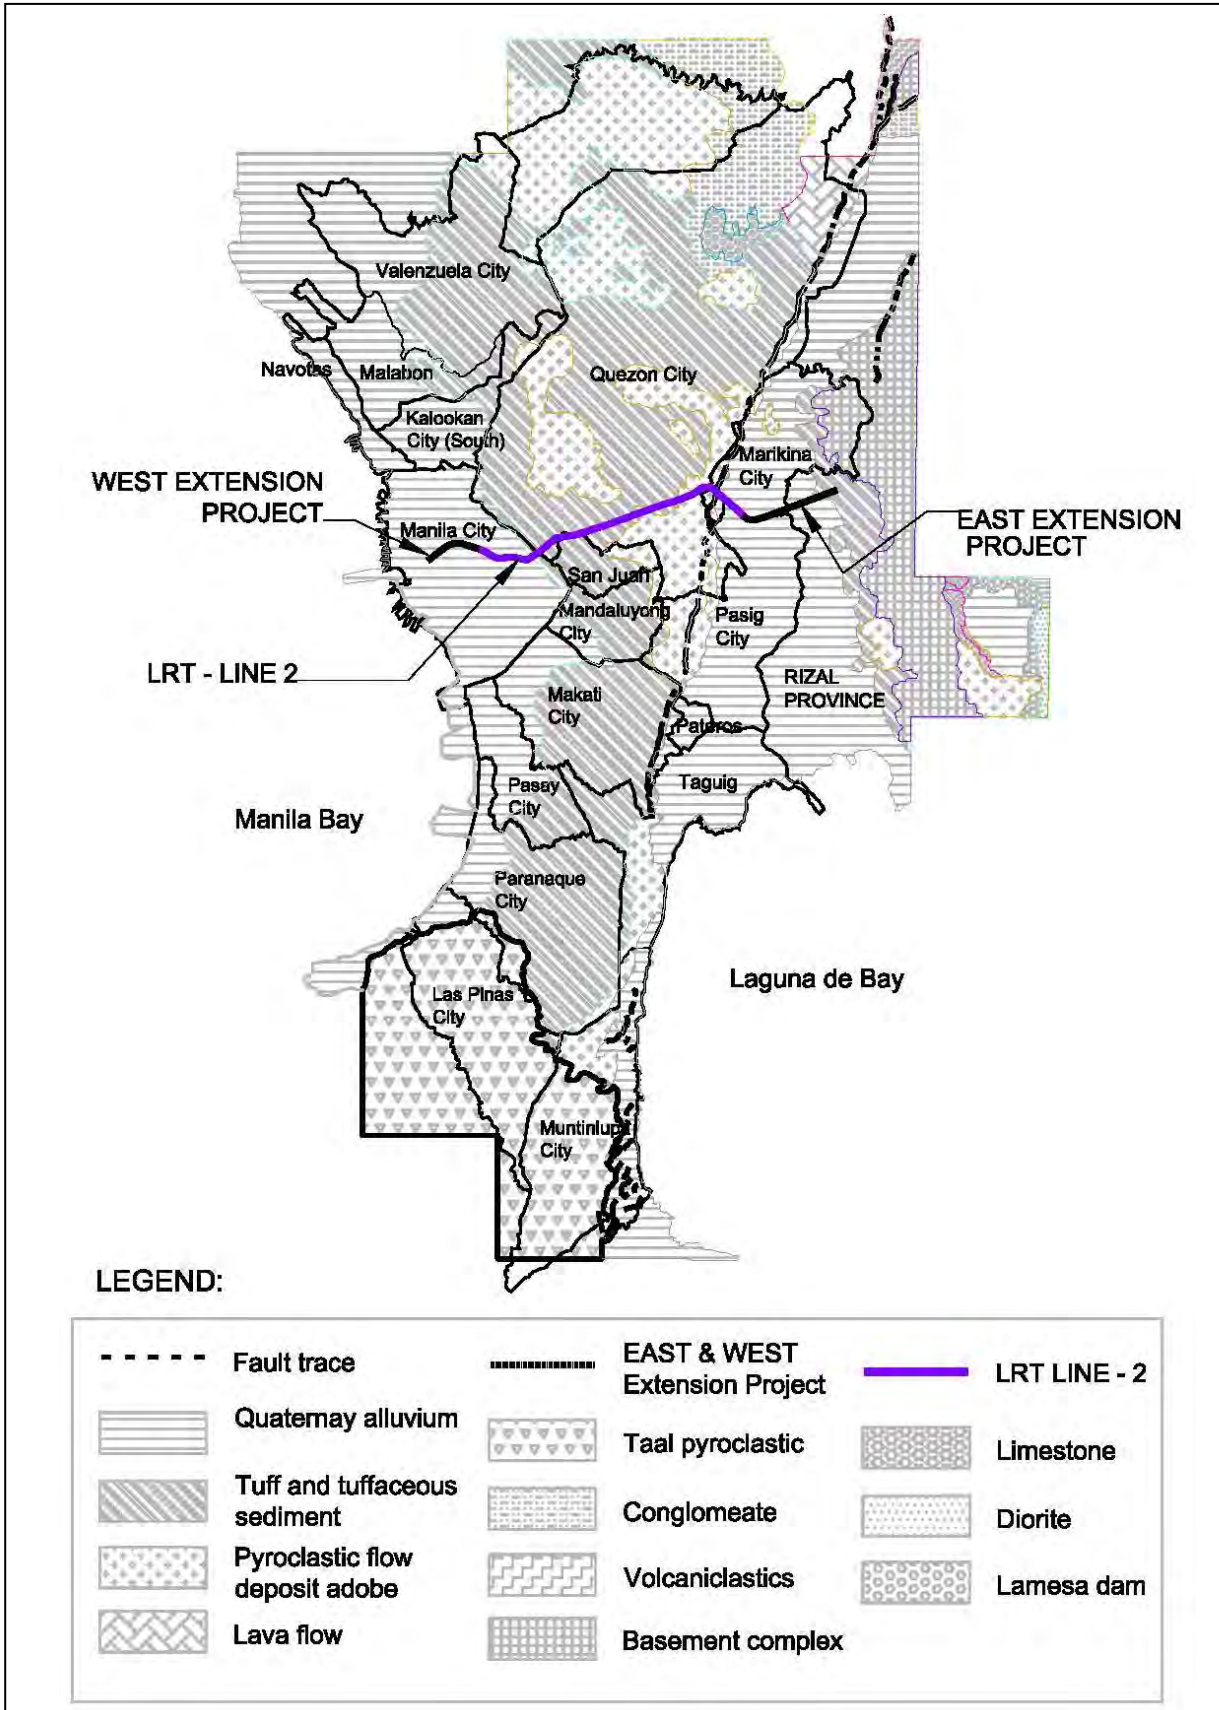 Valenzuela City
Navotas
Malabon
Quezon City
Kalookan
City (South)
Marikina
City
WEST EXTENSION
PROJECT
Manila City
EAST EXTENSION
PROJECT
San Juan
Mandaluyong
City
Pasig
City
LRT - LINE 2
Makati
City
RIZAL
PROVINCE
Pateros
Taguig
Pasay
City
Manila Bay
Paranaque
City
Laguna de Bay
Las Pinas
City
Muntinlupa
City
LEGEND:
Fault trace
Quaternay alluvium
Tuff and tuffaceous
sediment
Pyroclastic flow
deposit adobe
Lava flow
EAST & WEST
Extension Project
Taal pyroclastic
Conglomeate
Volcaniclastics
Basement complex
LRT LINE - 2
Limestone
Diorite
Lamesa dam